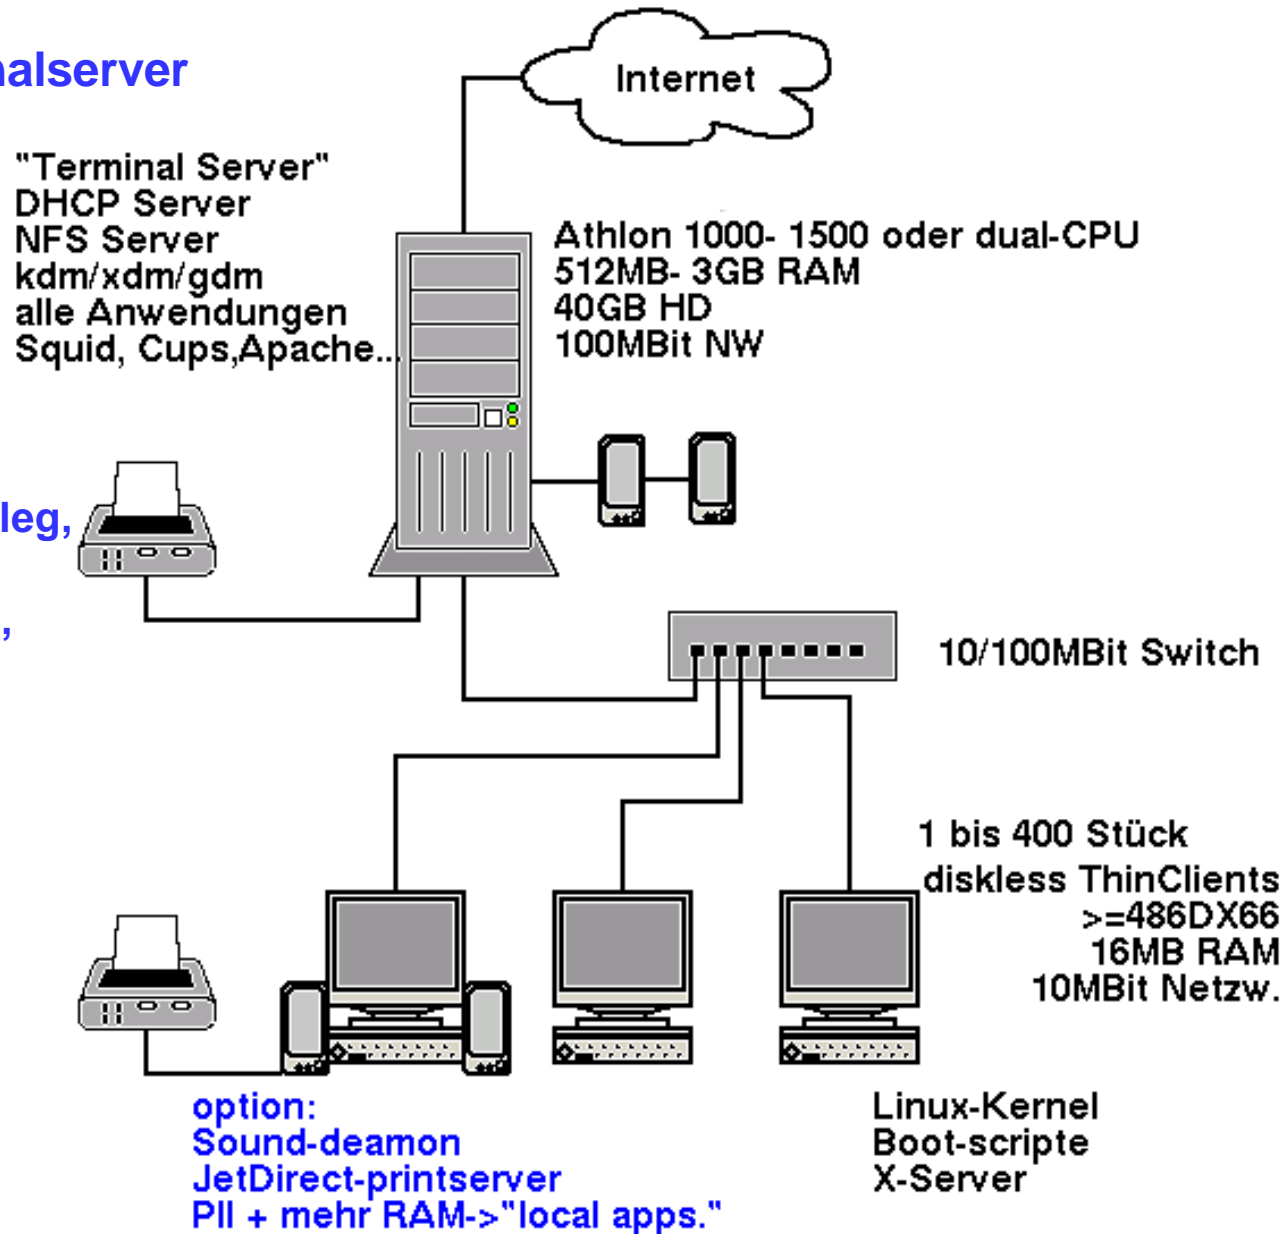 nalserver
Internet
"Terminal Server"
DHCP Server
NFS Server
kdm/xdm/gdm
alle Anwendungen
Squid, Cups,Apache...
Athlon 1000- 1500 oder dual-CPU
512MB- 3GB RAM
40GB HD
100MBit NW
leg,
,
10/100MBit Switch
1 bis 400 Stück
diskless ThinClients
>=486DX66
16MB RAM
10MBit Netzw.
option:
Sound-deamon
JetDirect-printserver
PII + mehr RAM->"local apps."
Linux-Kernel
Boot-scripte
X-Server